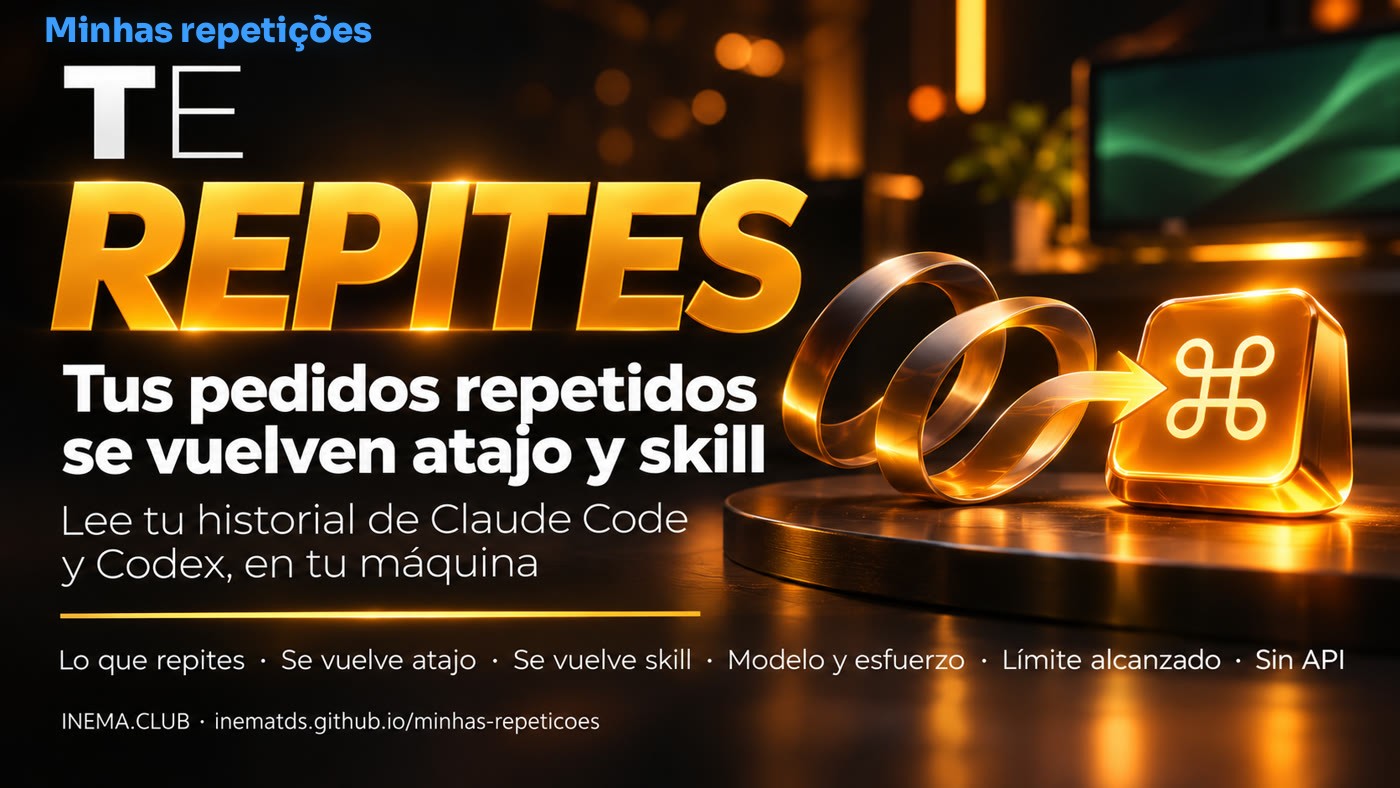 Minhas repetições
TE
REPITES
Tus pedidos repetidos
se vuelven atajo y skill
Lee tu historial de Claude Code
y Codex, en tu máquina
Lo que repites · Se vuelve atajo · Se vuelve skill · Modelo y esfuerzo · Límite alcanzado · Sin API
INEMA.CLUB · inematds.github.io/minhas-repeticoes